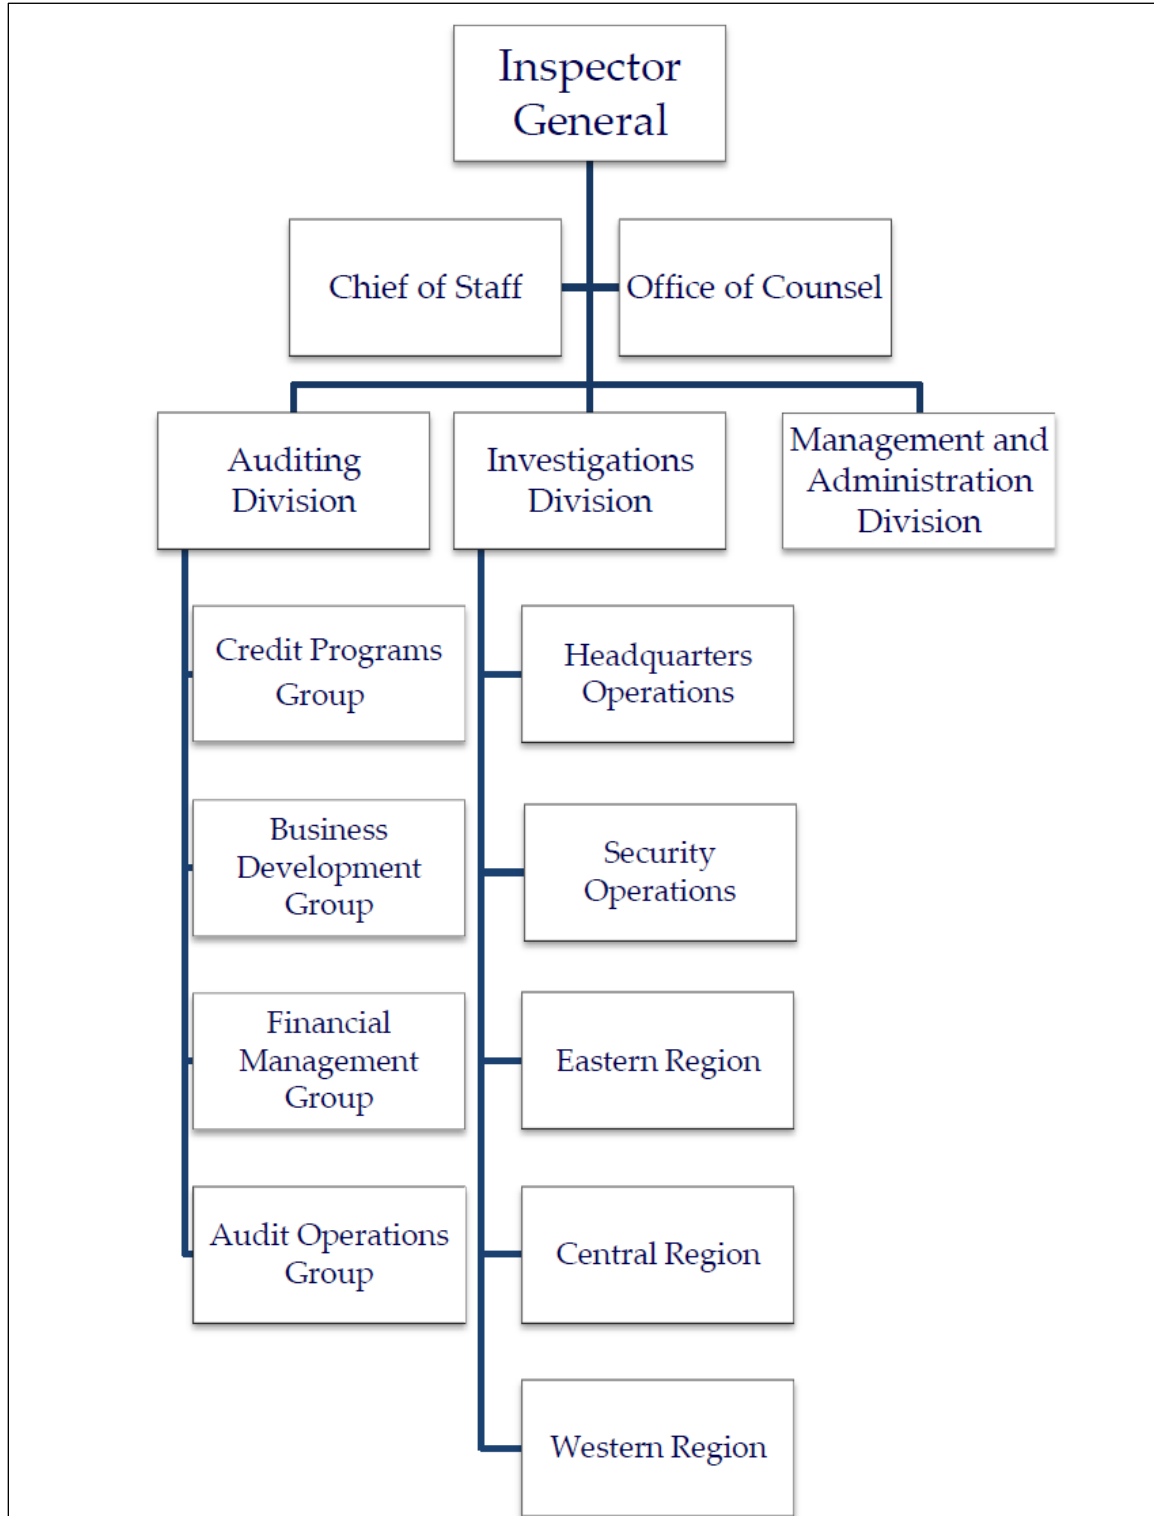 Inspector
General
Chief of Staff
Office of Counsel
Auditing
Division
Investigations
Division
Management and
Administration
Division
Credit Programs
Group
Business
Development
Group
Financial
Management
Group
Audit Operations
Group
Headquarters
Operations
Security
Operations
Eastern Region
Central Region
Western Region